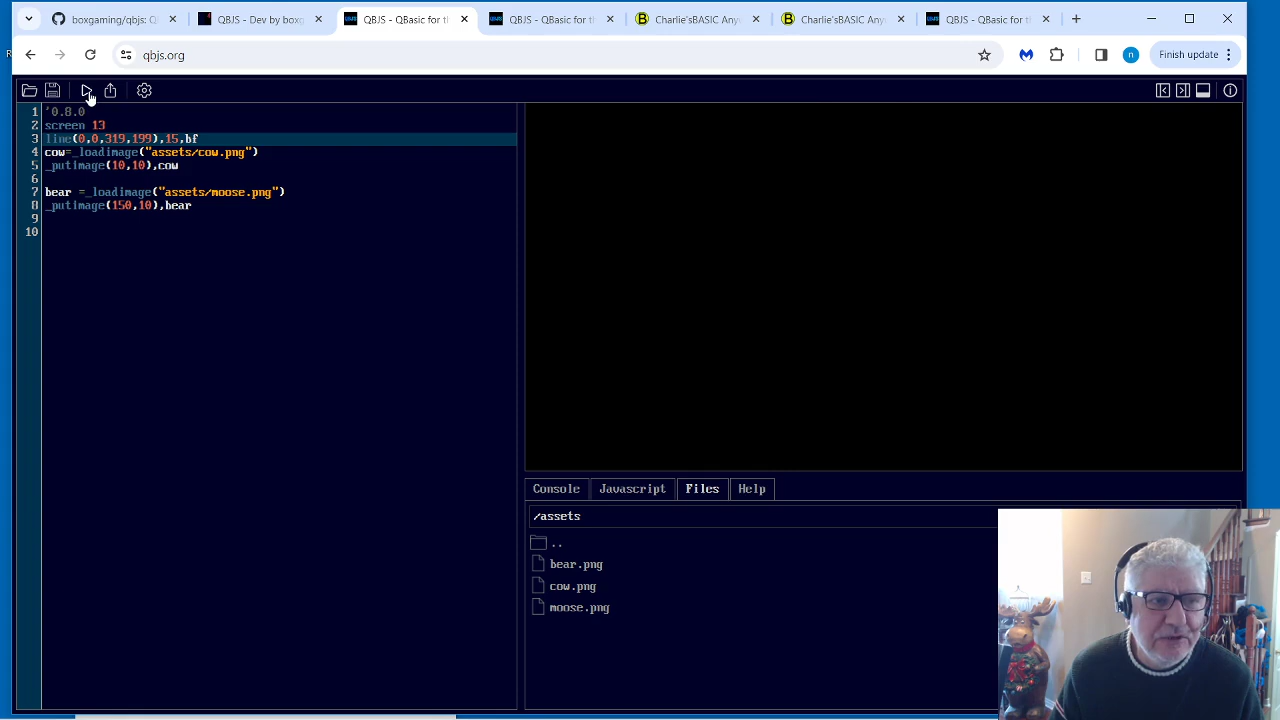 boxgaming/qbjs: QB
QBJS - Dev by boxg
QBJS - QBasic for th
QBJS - QBasic for th
Charlie'sBASIC Any
Charlie'sBASIC Any
QBJS - QBasic for th
qbjs.org
n
Finish update
1 '0.8.0
2 screen 13
3 line(0,0,319,199),15,bf
4 cow=_loadimage("assets/cow.png")
5 _putimage(10,10),cow
6
7 bear =_loadimage("assets/moose.png")
8 _putimage(150,10),bear
9
10
Console Javascript Files Help
/assets
..
bear.png
cow.png
moose.png